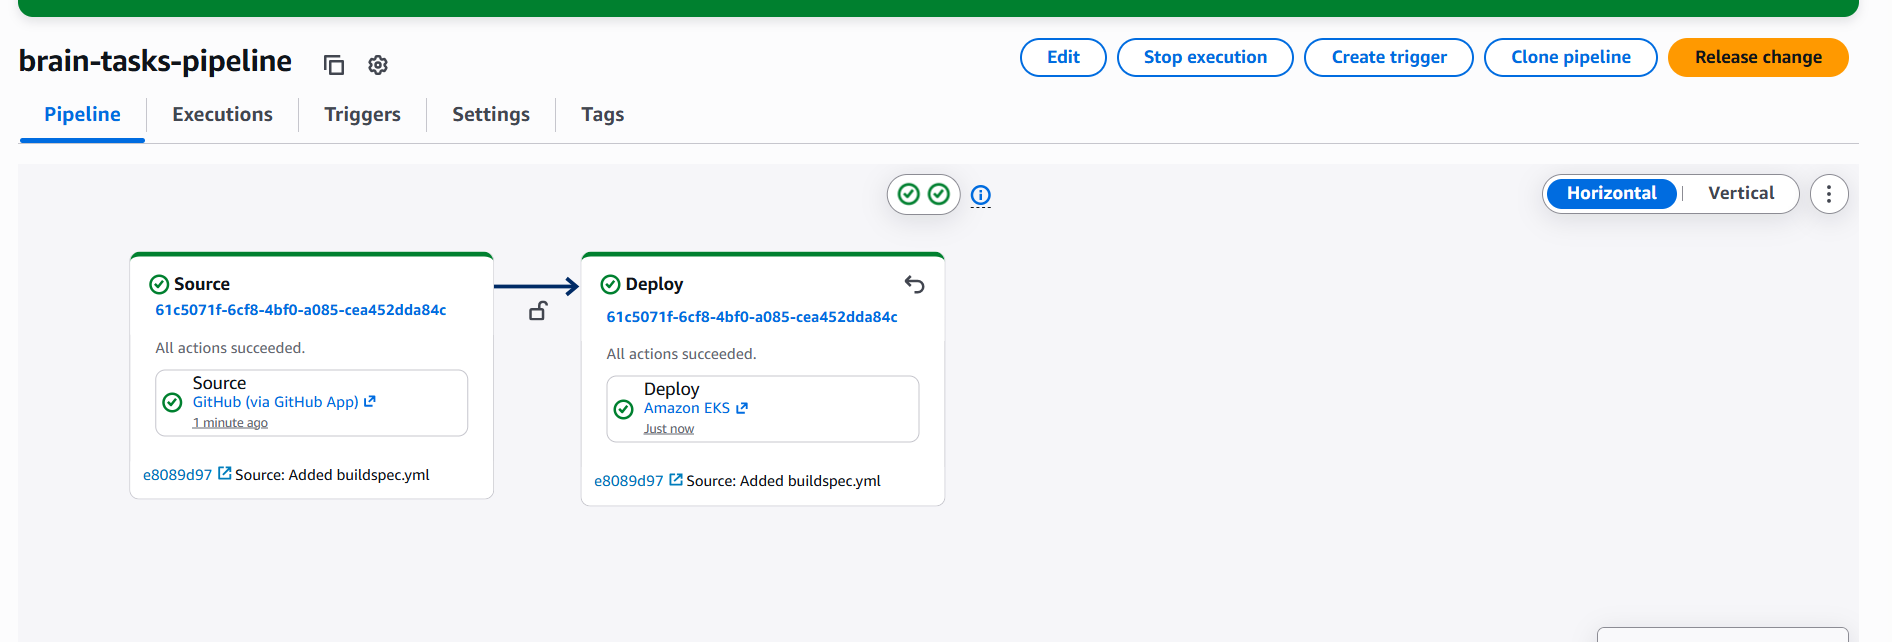 brain-tasks-pipeline
Edit
Stop execution
Create trigger
Clone pipeline
Release change
Pipeline
Executions
Triggers
Settings
Tags
Horizontal
Vertical
Source
61c5071f-6cf8-4bf0-a085-cea452dda84c
All actions succeeded.
Source
GitHub (via GitHub App)
1 minute ago
e8089d97 Source: Added buildspec.yml
Deploy
61c5071f-6cf8-4bf0-a085-cea452dda84c
All actions succeeded.
Deploy
Amazon EKS
Just now
e8089d97 Source: Added buildspec.yml